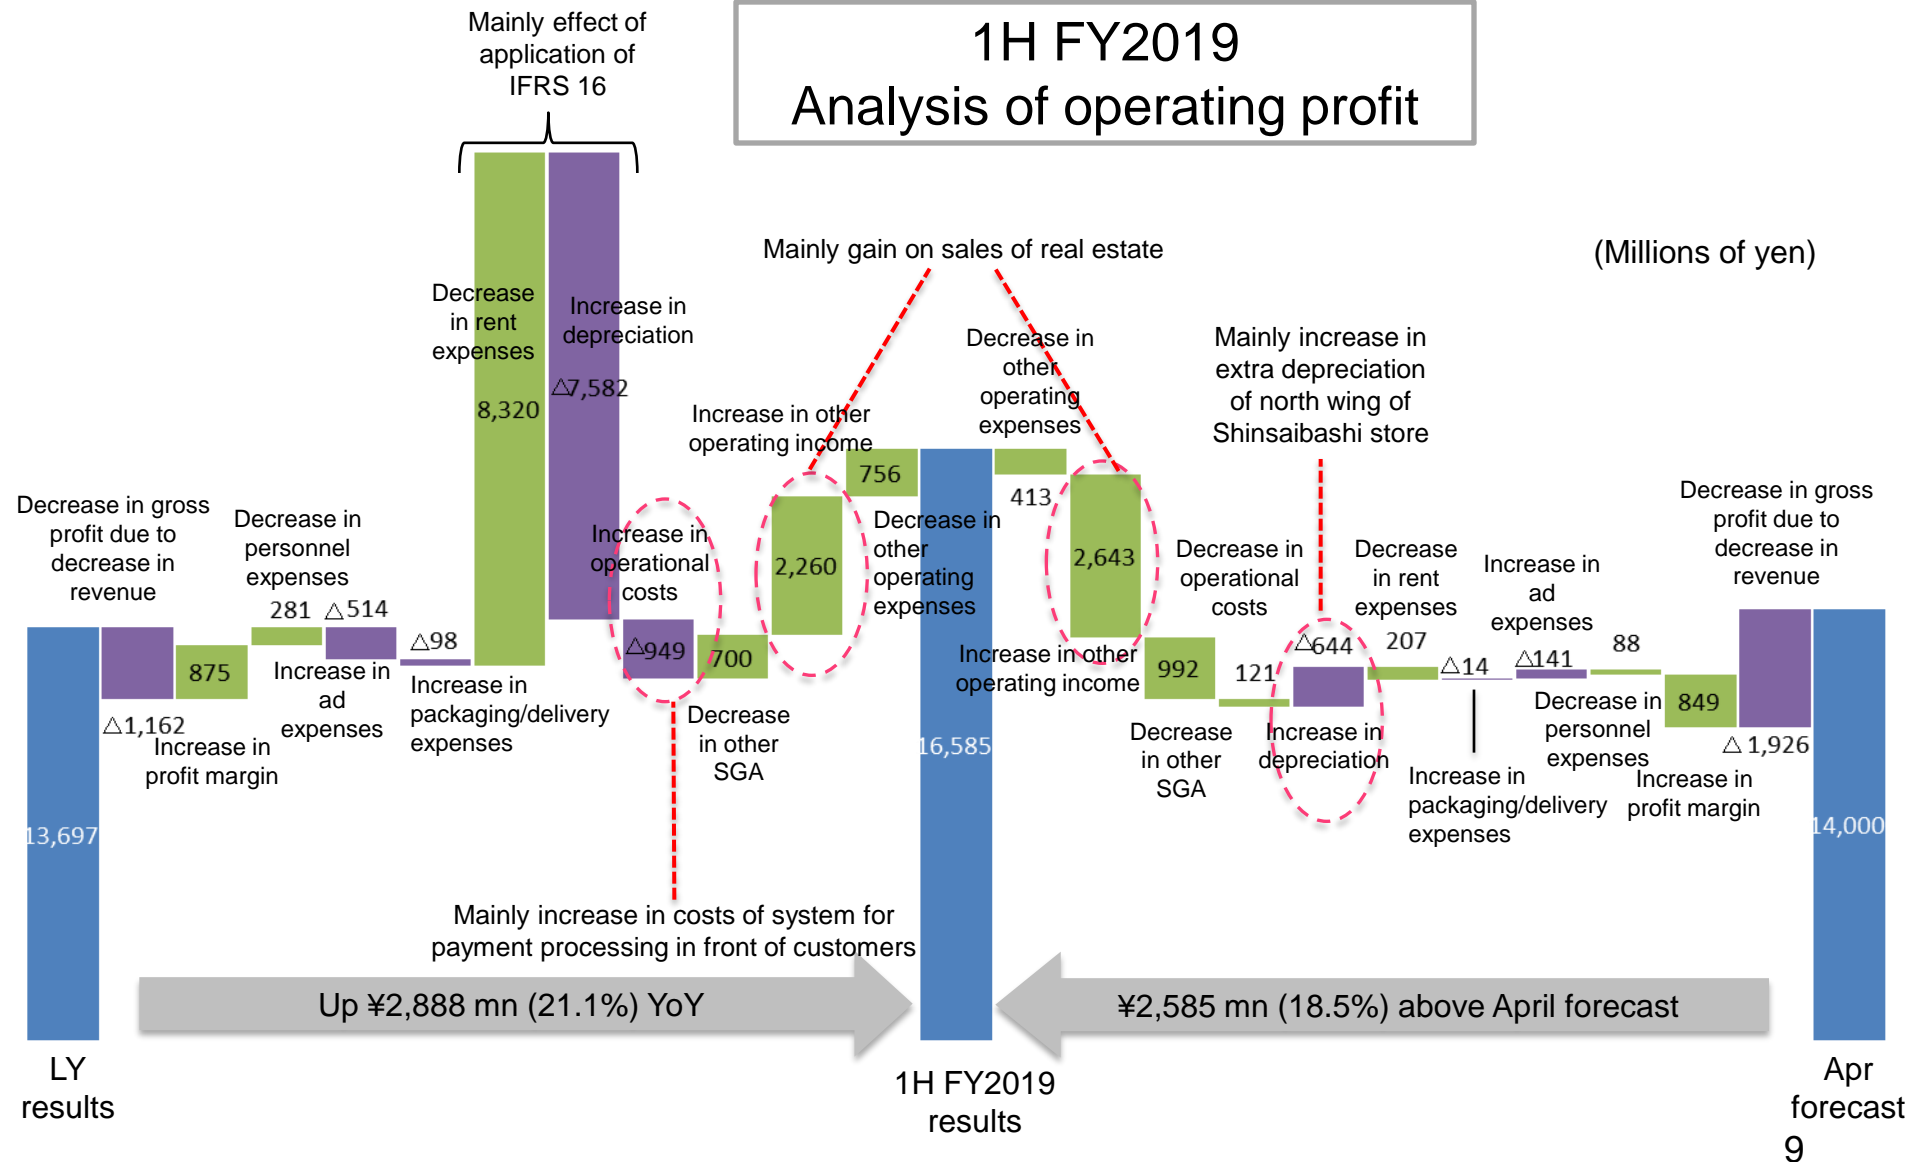 Mainly effect of
application of
IFRS 16
1H FY2019
Analysis of operating profit
(Millions of yen)
Mainly gain on sales of real estate
Decrease
in rent
expenses
8,320
Increase in
depreciation
△7,582
Increase in other
operating income
756
Decrease in
other
operating
expenses
413
Mainly increase in
extra depreciation
of north wing of
Shinsaibashi store
Decrease in gross
profit due to
decrease in
revenue
△1,162
875
Increase in
profit margin
Decrease in
personnel
expenses
281
△514
Increase in
ad
expenses
△98
Increase in
packaging/delivery
expenses
Increase in
operational
costs
△949
700
Decrease
in other
SGA
2,260
Decrease in
other
operating
expenses
2,643
Increase in other
operating income
992
Decrease in
operational
costs
121
Decrease
in other
SGA
△644
Increase in
depreciation
Decrease
in rent
expenses
207
△14
Increase in
packaging/delivery
expenses
Increase in
ad
expenses
△141
88
Decrease in
personnel
expenses
849
Increase in
profit margin
Decrease in gross
profit due to
decrease in
revenue
△1,926
13,697
16,585
14,000
Mainly increase in costs of system for
payment processing in front of customers
Up ¥2,888 mn (21.1%) YoY
¥2,585 mn (18.5%) above April forecast
LY
results
1H FY2019
results
Apr
forecast
9